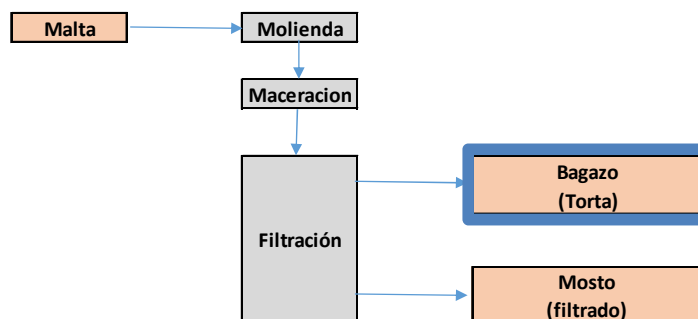 Malta
Molienda
Maceracion
Bagazo
(Torta)
Filtración
Mosto
(filtrado)